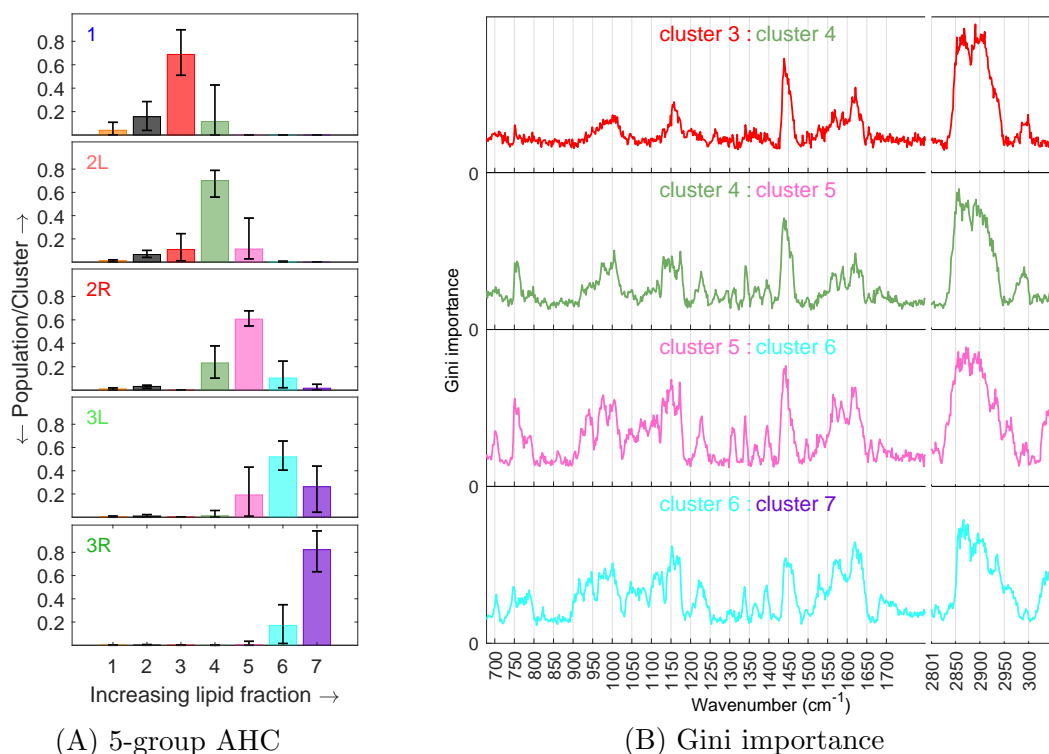 1
0.8
0.6
0.4
0.2
2L
0.8
0.6
0.4
0.2
2R
0.8
0.6
0.4
0.2
3L
0.8
0.6
0.4
0.2
3R
0.8
0.6
0.4
0.2
← Population/Cluster →
1 2 3 4 5 6 7
Increasing lipid fraction →
(A) 5-group AHC
cluster 3 : cluster 4
0
cluster 4 : cluster 5
0
cluster 5 : cluster 6
0
cluster 6 : cluster 7
0
Gini importance
700 750 800 850 900 950 1000 1050 1100 1150 1200 1250 1300 1350 1400 1450 1500 1550 1600 1650 1700 2801 2850 2900 2950 3000
Wavenumber (cm⁻¹)
(B) Gini importance